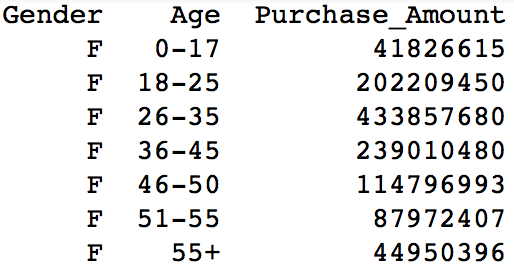 Gender Age Purchase_Amount
F 0-17 41826615
F 18-25 202209450
F 26-35 433857680
F 36-45 239010480
F 46-50 114796993
F 51-55 87972407
F 55+ 44950396